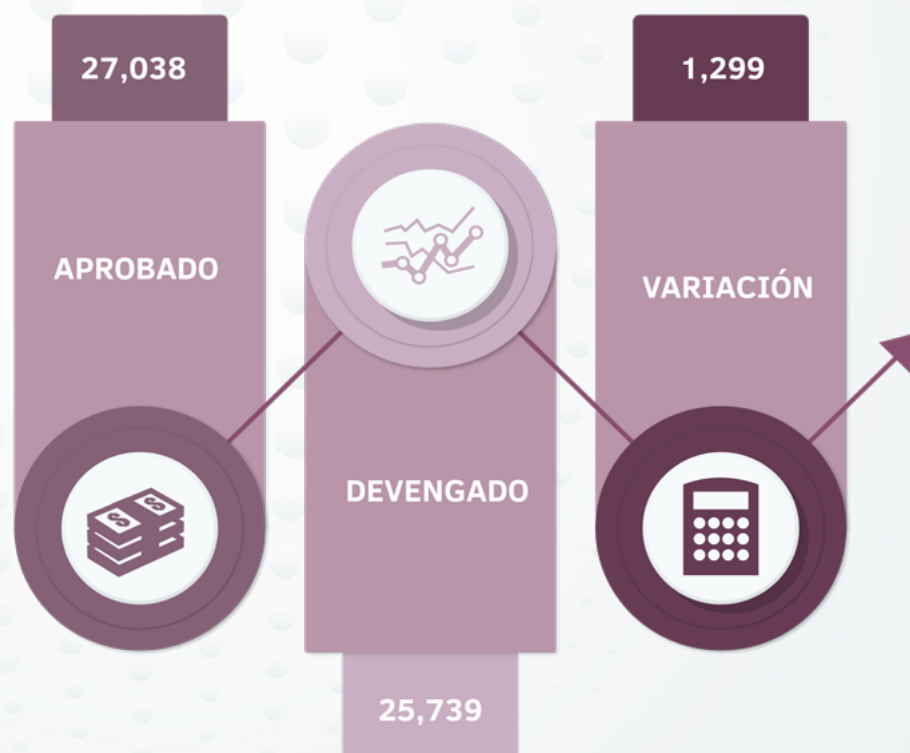 27,038
APROBADO
DEVENGADO
25,739
1,299
VARIACIÓN